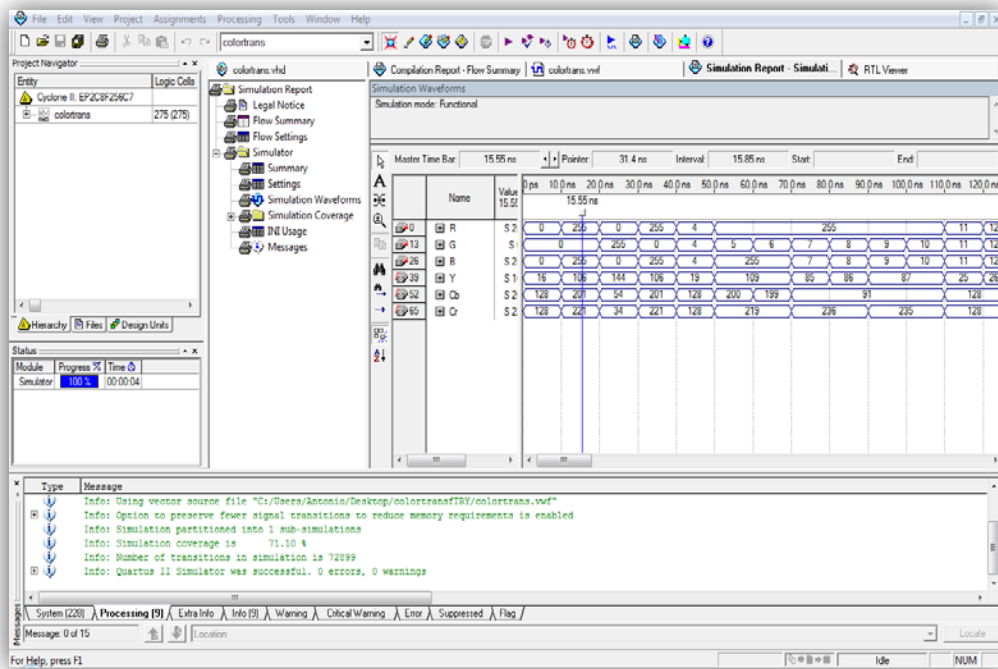 File Edit View Project Assignments Processing Tools Window Help
colortrans
Project Navigator
Entity Logic Cells
Cyclone II: EP2C8F256C7
colortrans 275 (275)
Hierarchy Files Design Units
Status
Module Progress % Time
Simulator 100 % 00:00:04
colortrans.vhd Compilation Report - Flow Summary colortrans.vwf Simulation Report - Simulati... RTL Viewer
Simulation Report
Legal Notice
Flow Summary
Flow Settings
Simulator
Summary
Settings
Simulation Waveforms
Simulation Coverage
INI Usage
Messages
Simulation Waveforms
Simulation mode: Functional
Master Time Bar: 15.55 ns Pointer: 31.4 ns Interval: 15.85 ns Start: End:
Name Value 15.55
0 ps 10.0 ns 20.0 ns 30.0 ns 40.0 ns 50.0 ns 60.0 ns 70.0 ns 80.0 ns 90.0 ns 100.0 ns 110.0 ns 120.0 ns
15.55 ns
0 R S 2 0 255 0 255 4 255 11 12
13 G S 0 255 0 4 5 6 7 8 9 10 11 12
26 B S 2 0 255 0 255 4 255 7 8 9 10 11 12
39 Y S 1 16 106 144 106 19 109 85 86 87 25 26
52 Cb S 2 128 201 54 201 128 200 199 91 128
65 Cr S 2 128 221 34 221 128 219 236 235 128
Type Message
Info: Using vector source file "C:/Users/Antonio/Desktop/colortransfTRY/colortrans.vwf"
Info: Option to preserve fewer signal transitions to reduce memory requirements is enabled
Info: Simulation partitioned into 1 sub-simulations
Info: Simulation coverage is 71.10 %
Info: Number of transitions in simulation is 72899
Info: Quartus II Simulator was successful. 0 errors, 0 warnings
System (228) Processing (9) Extra Info Info (9) Warning Critical Warning Error Suppressed Flag
Messages
Message: 0 of 15 Location: Locate
For Help, press F1 Idle NUM